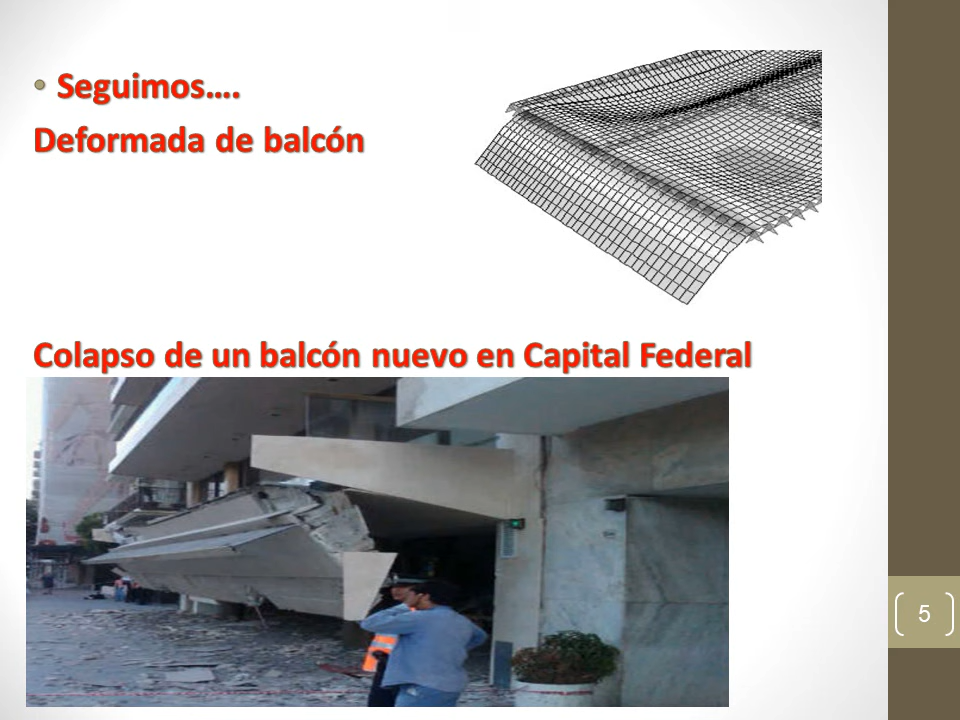 • Seguimos….
Deformada de balcón
Colapso de un balcón nuevo en Capital Federal
5